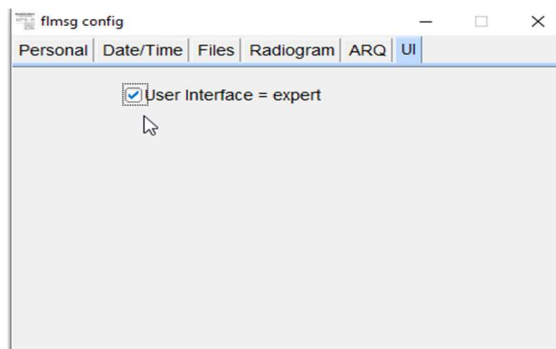 flmsg config
Personal Date/Time Files Radiogram ARQ UI
User Interface = expert